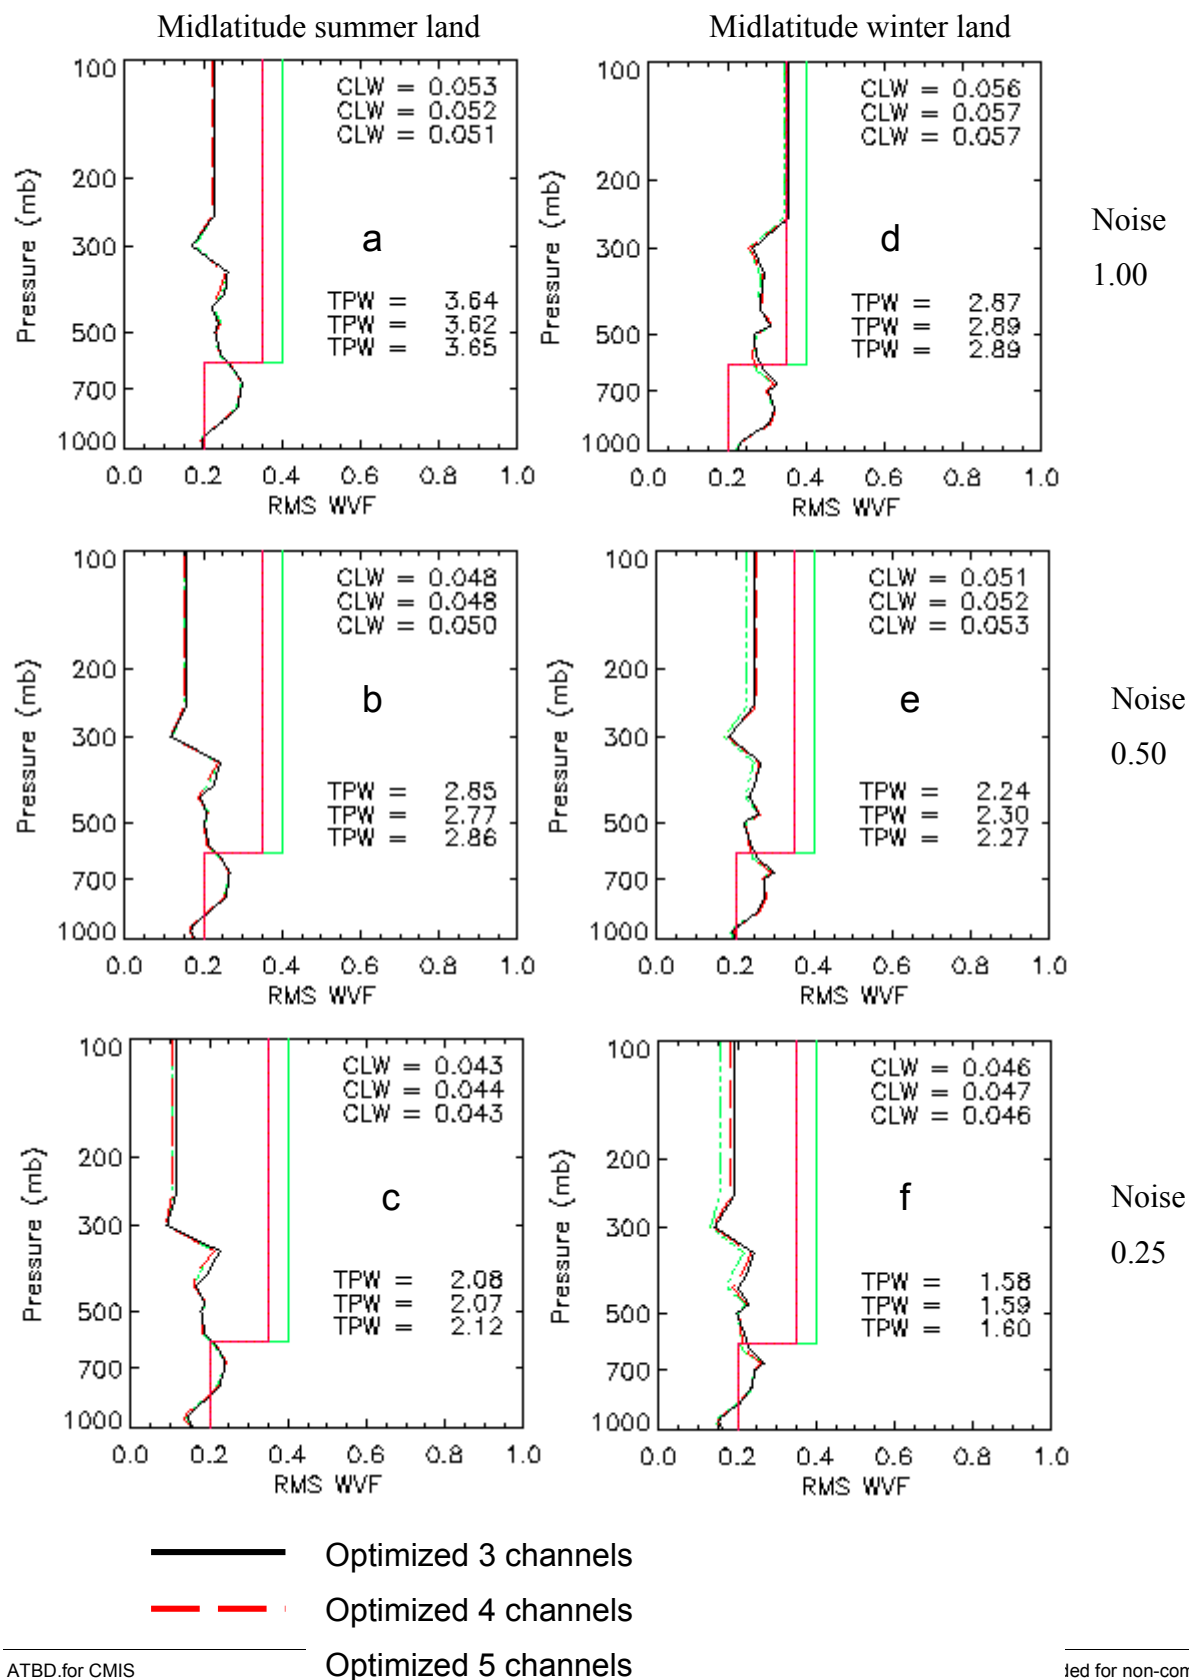 Midlatitude summer land
Midlatitude winter land
100
200
300
500
700
1000
Pressure (mb)
CLW = 0.053
CLW = 0.052
CLW = 0.051
a
TPW = 3.64
TPW = 3.62
TPW = 3.65
0.0 0.2 0.4 0.6 0.8 1.0
RMS WVF
100
200
300
500
700
1000
Pressure (mb)
CLW = 0.056
CLW = 0.057
CLW = 0.057
d
TPW = 2.87
TPW = 2.89
TPW = 2.89
0.0 0.2 0.4 0.6 0.8 1.0
RMS WVF
Noise
1.00
100
200
300
500
700
1000
Pressure (mb)
CLW = 0.048
CLW = 0.048
CLW = 0.050
b
TPW = 2.85
TPW = 2.77
TPW = 2.86
0.0 0.2 0.4 0.6 0.8 1.0
RMS WVF
100
200
300
500
700
1000
Pressure (mb)
CLW = 0.051
CLW = 0.052
CLW = 0.053
e
TPW = 2.24
TPW = 2.30
TPW = 2.27
0.0 0.2 0.4 0.6 0.8 1.0
RMS WVF
Noise
0.50
100
200
300
500
700
1000
Pressure (mb)
CLW = 0.043
CLW = 0.044
CLW = 0.043
c
TPW = 2.08
TPW = 2.07
TPW = 2.12
0.0 0.2 0.4 0.6 0.8 1.0
RMS WVF
100
200
300
500
700
1000
Pressure (mb)
CLW = 0.046
CLW = 0.047
CLW = 0.046
f
TPW = 1.58
TPW = 1.59
TPW = 1.60
0.0 0.2 0.4 0.6 0.8 1.0
RMS WVF
Noise
0.25
Optimized 3 channels
Optimized 4 channels
Optimized 5 channels
ATBD.for CMIS
ded for non-com